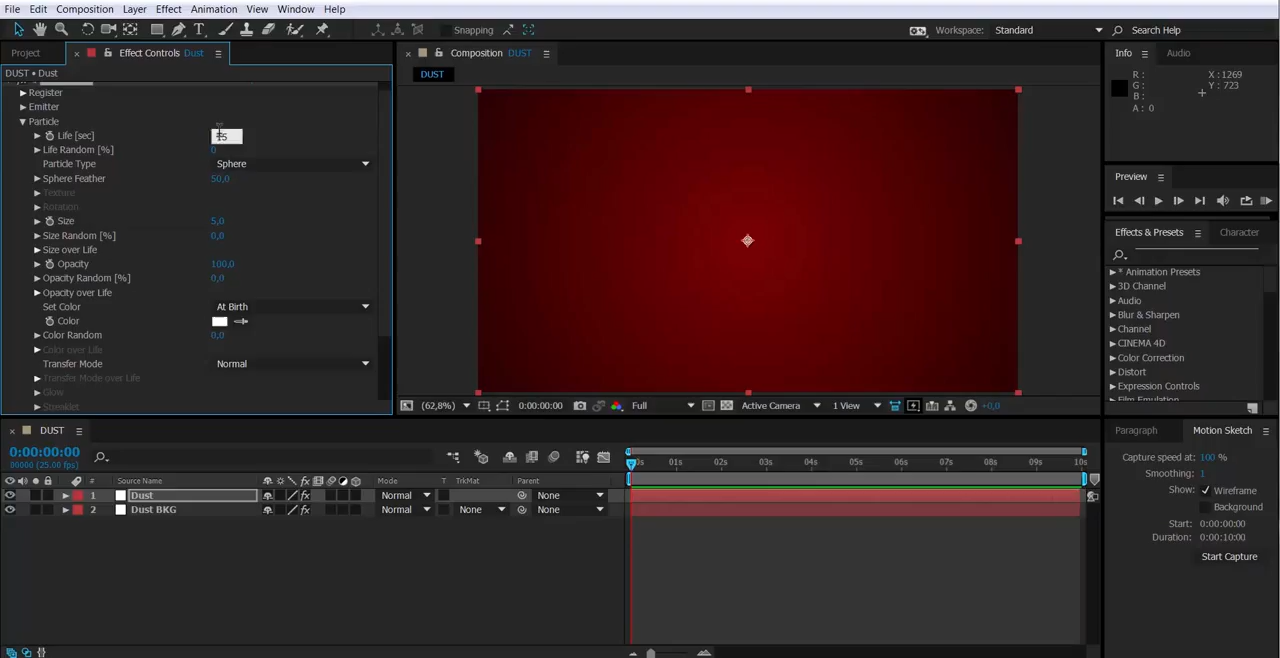 File Edit Composition Layer Effect Animation View Window Help
Snapping Workspace: Standard Search Help
Project × Effect Controls Dust
DUST • Dust
Register
Emitter
Particle
Life [sec] 15
Life Random [%] 0
Particle Type Sphere
Sphere Feather 50,0
Texture
Rotation
Size 5,0
Size Random [%] 0,0
Size over Life
Opacity 100,0
Opacity Random [%] 0,0
Opacity over Life
Set Color At Birth
Color
Color Random 0,0
Color over Life
Transfer Mode Normal
Transfer Mode over Life
Glow
Streaklet
× Composition DUST
DUST
(62,8%) 0:00:00:00 Full Active Camera 1 View +0,0
Info Audio
R: X: 1269
G: Y: 723
B:
A: 0
Preview
Effects & Presets Character
* Animation Presets
3D Channel
Audio
Blur & Sharpen
Channel
CINEMA 4D
Color Correction
Distort
Expression Controls
Film Emulation
× DUST
0:00:00:00
00000 (25.00 fps)
# Source Name fx Mode T TrkMat Parent
1 Dust fx Normal None
2 Dust BKG fx Normal None None
0s 01s 02s 03s 04s 05s 06s 07s 08s 09s 10s
Paragraph Motion Sketch
Capture speed at: 100 %
Smoothing: 1
Show: Wireframe
Background
Start: 0:00:00:00
Duration: 0:00:10:00
Start Capture